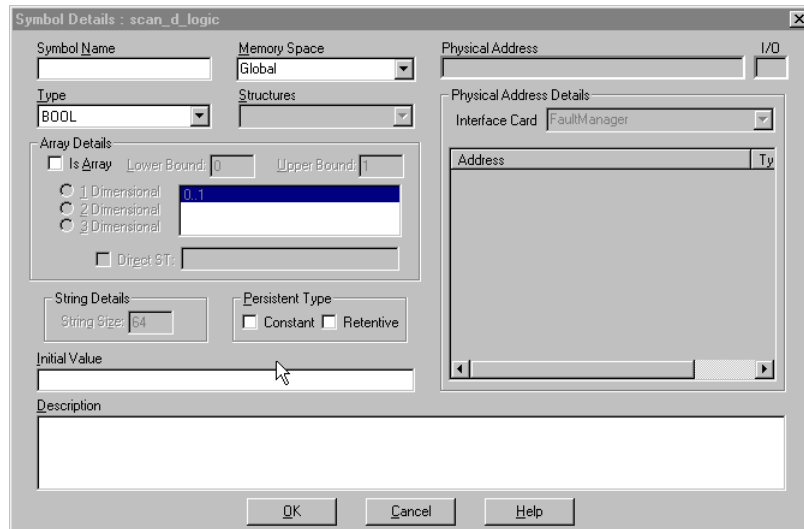 Symbol Details : scan_d_logic
Symbol Name
Memory Space
Physical Address
I/O
Global
Type
Structures
Physical Address Details
BOOL
Interface Card FaultManager
Array Details
Is Array Lower Bound: 0 Upper Bound: 1
Address Ty
1 Dimensional
0..1
2 Dimensional
3 Dimensional
Direct ST:
String Details
Persistent Type
String Size: 64
Constant Retentive
Initial Value
Description
OK Cancel Help